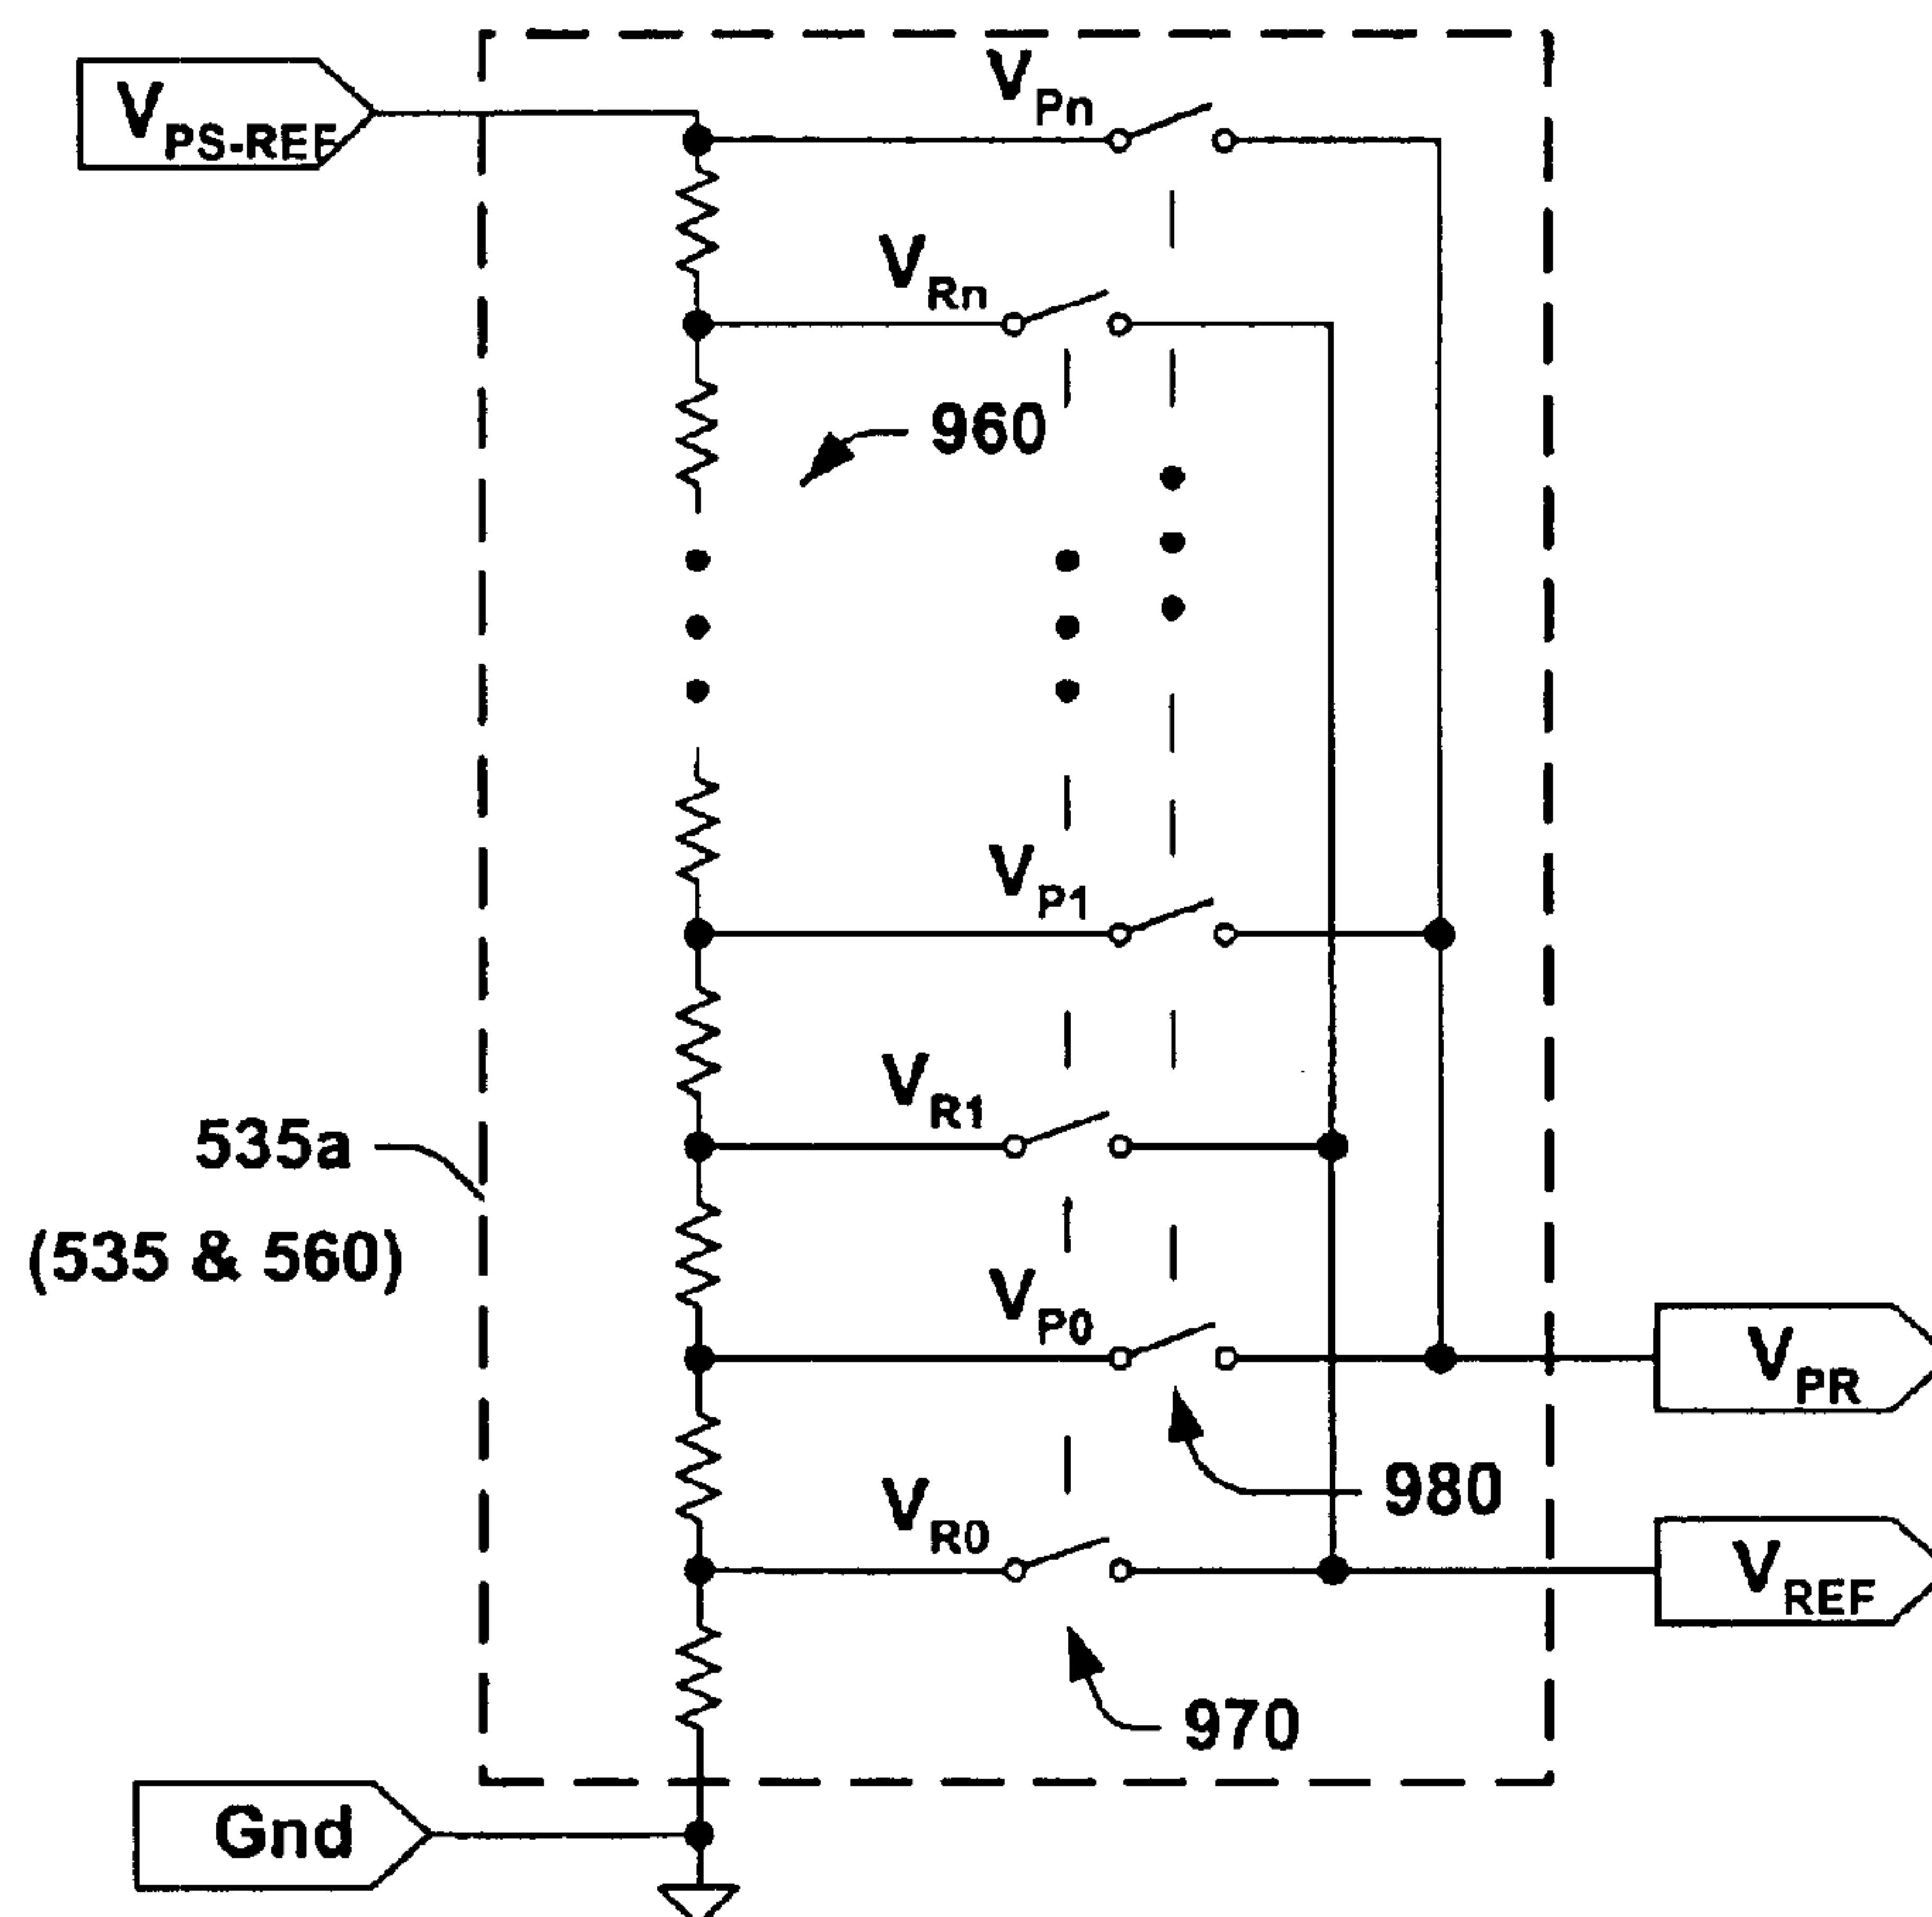 VPn
VPS-REF
VRn
960
VP1
VR1
535a
(535 & 560)
VP0
VPR
980
VR0
VREF
970
Gnd